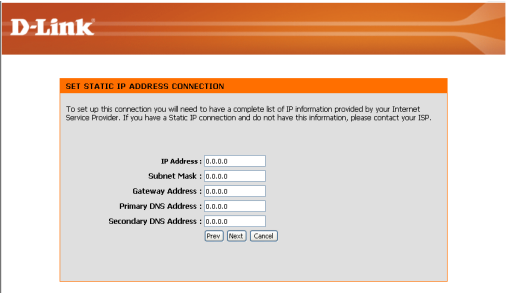 D-Link
SET STATIC IP ADDRESS CONNECTION
To set up this connection you will need to have a complete list of IP information provided by your Internet
Service Provider. If you have a Static IP connection and do not have this information, please contact your ISP.
IP Address : 0.0.0.0
Subnet Mask : 0.0.0.0
Gateway Address : 0.0.0.0
Primary DNS Address : 0.0.0.0
Secondary DNS Address : 0.0.0.0
Prev Next Cancel